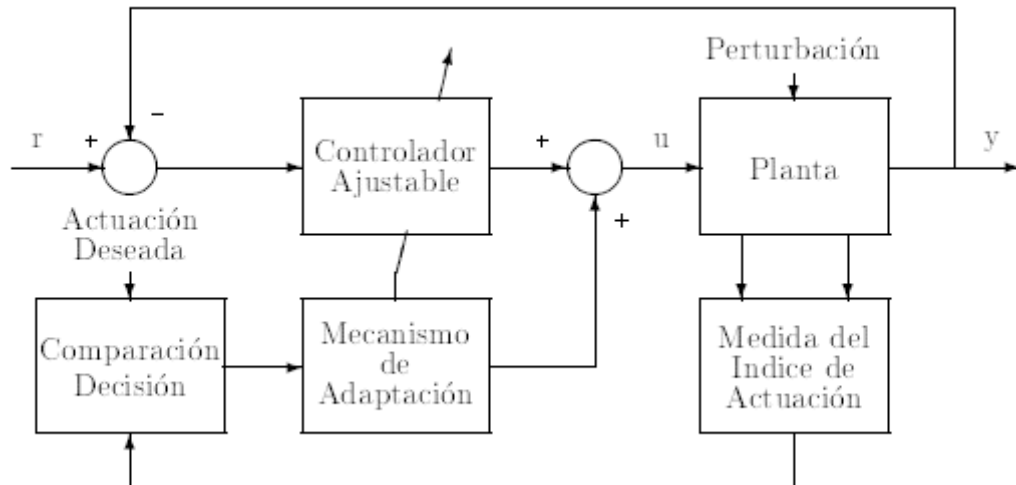 Perturbación
−
r
+
Controlador
Ajustable
+
u
Planta
y
+
Actuación
Deseada
Comparación
Decisión
Mecanismo
de
Adaptación
Medida del
Indice de
Actuación